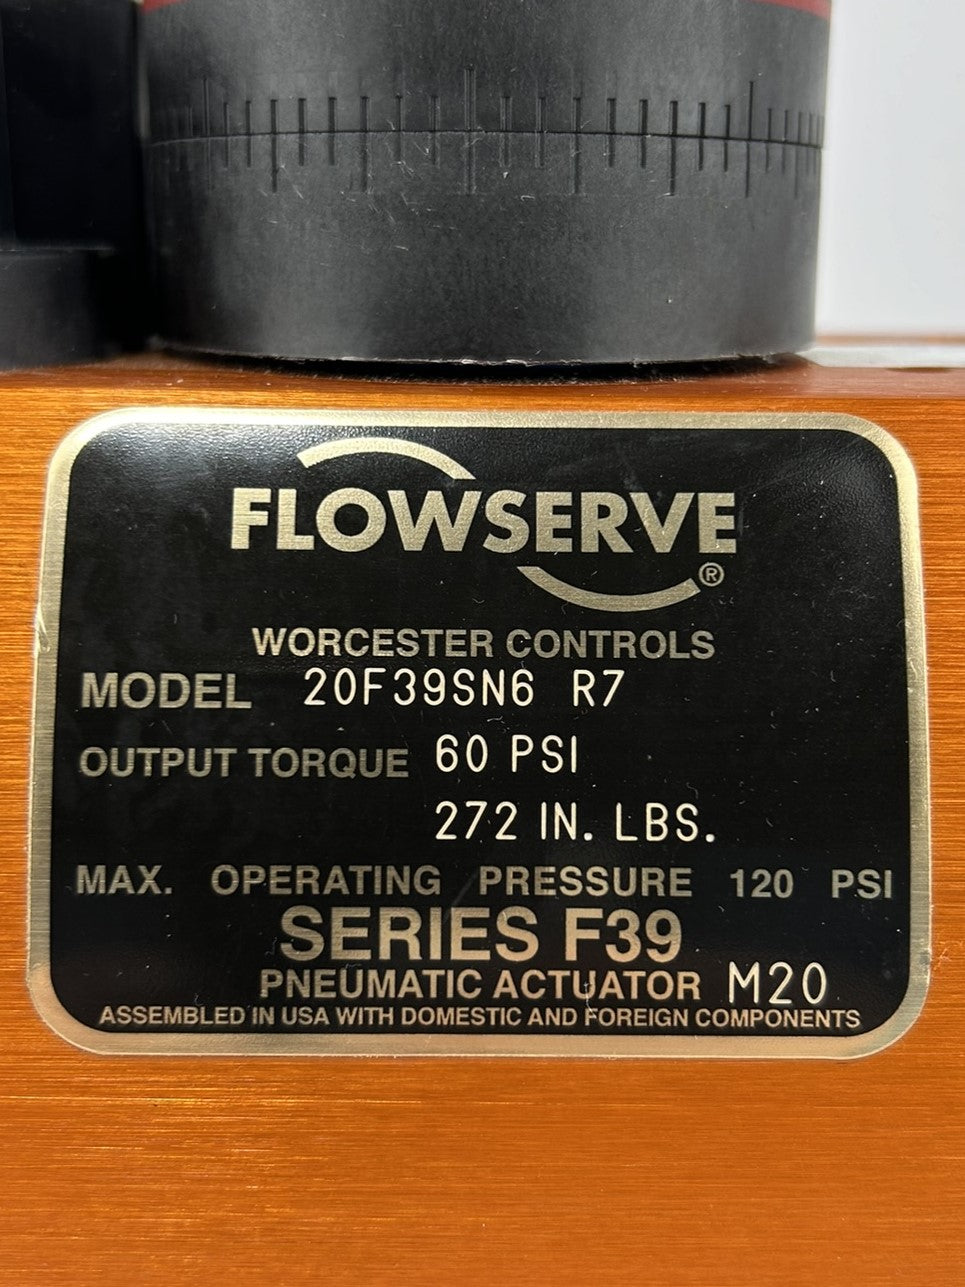 FLOWSERVE®
WORCESTER CONTROLS
MODEL 20F39SN6 R7
OUTPUT TORQUE 60 PSI
272 IN. LBS.
MAX. OPERATING PRESSURE 120 PSI
SERIES F39
PNEUMATIC ACTUATOR M20
ASSEMBLED IN USA WITH DOMESTIC AND FOREIGN COMPONENTS